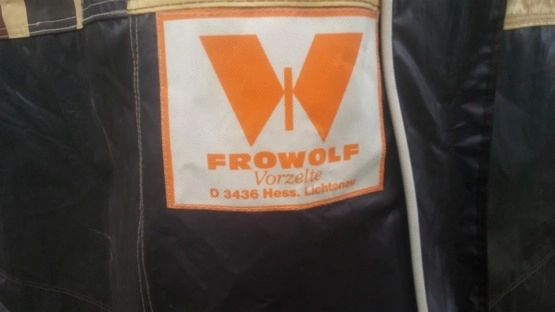 FROWOLF
Vorzelte
D 3436 Hess. Lichtenau